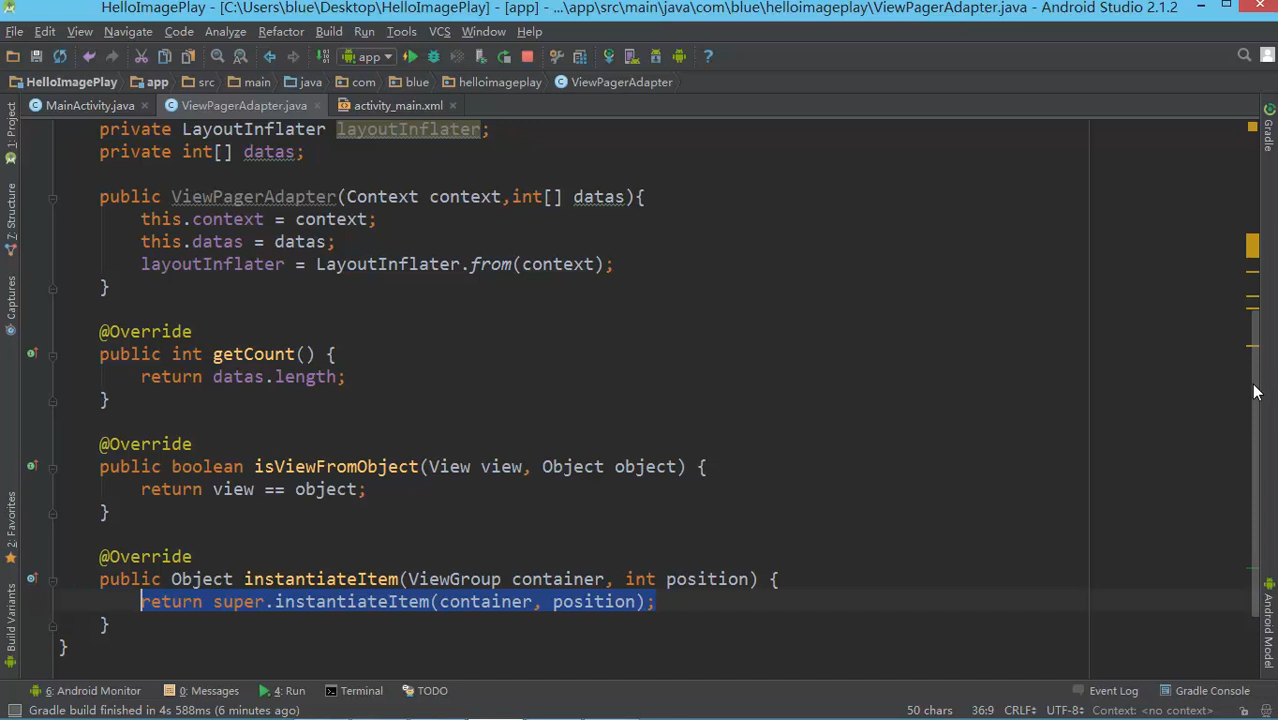 HelloImagePlay - [C:\Users\blue\Desktop\HelloImagePlay] - [app] - ...\app\src\main\java\com\blue\helloimageplay\ViewPagerAdapter.java - Android Studio 2.1.2
File Edit View Navigate Code Analyze Refactor Build Run Tools VCS Window Help
app
HelloImagePlay app src main java com blue helloimageplay ViewPagerAdapter
MainActivity.java ViewPagerAdapter.java activity_main.xml
1: Project
7: Structure
Captures
2: Favorites
Build Variants
Gradle
Android Model
private LayoutInflater layoutInflater;
private int[] datas;
public ViewPagerAdapter(Context context,int[] datas){
this.context = context;
this.datas = datas;
layoutInflater = LayoutInflater.from(context);
}
@Override
public int getCount() {
return datas.length;
}
@Override
public boolean isViewFromObject(View view, Object object) {
return view == object;
}
@Override
public Object instantiateItem(ViewGroup container, int position) {
return super.instantiateItem(container, position);
}
}
6: Android Monitor 0: Messages 4: Run Terminal TODO Event Log Gradle Console
Gradle build finished in 4s 588ms (6 minutes ago) 50 chars 36:9 CRLF÷ UTF-8÷ Context: <no context>